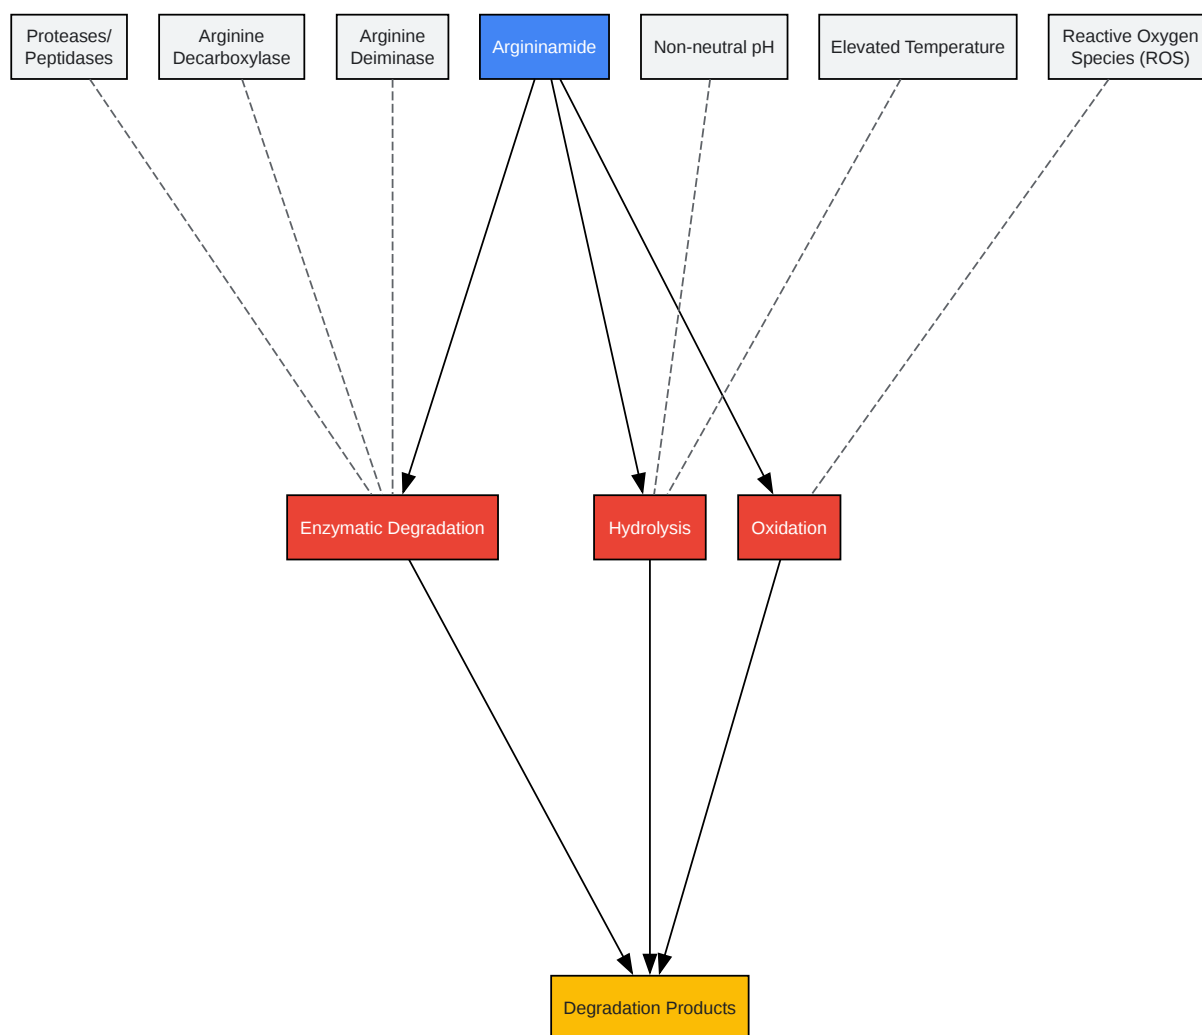 Proteases/
Peptidases
Arginine
Decarboxylase
Arginine
Deiminase
Argininamide
Non-neutral pH
Elevated Temperature
Reactive Oxygen
Species (ROS)
Enzymatic Degradation
Hydrolysis
Oxidation
Degradation Products